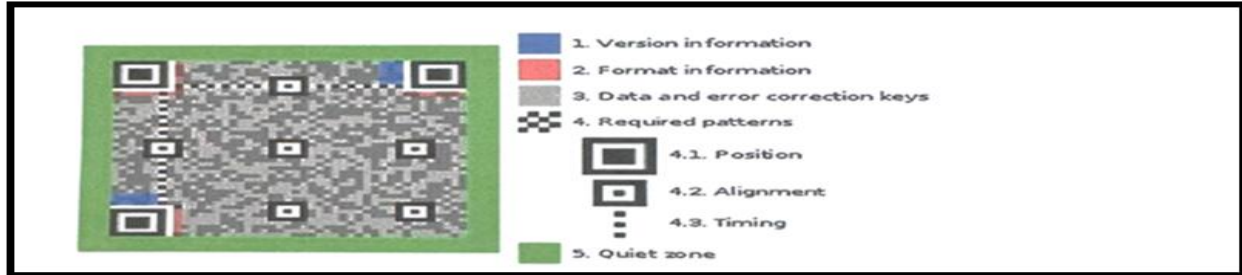 1. Version information
2. Format information
3. Data and error correction keys
4. Required patterns
4.1. Position
4.2. Alignment
4.3. Timing
5. Quiet zone